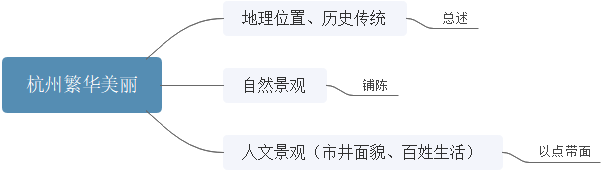 杭州繁华美丽
地理位置、历史传统
总述
自然景观
铺陈
人文景观（市井面貌、百姓生活）
以点带面